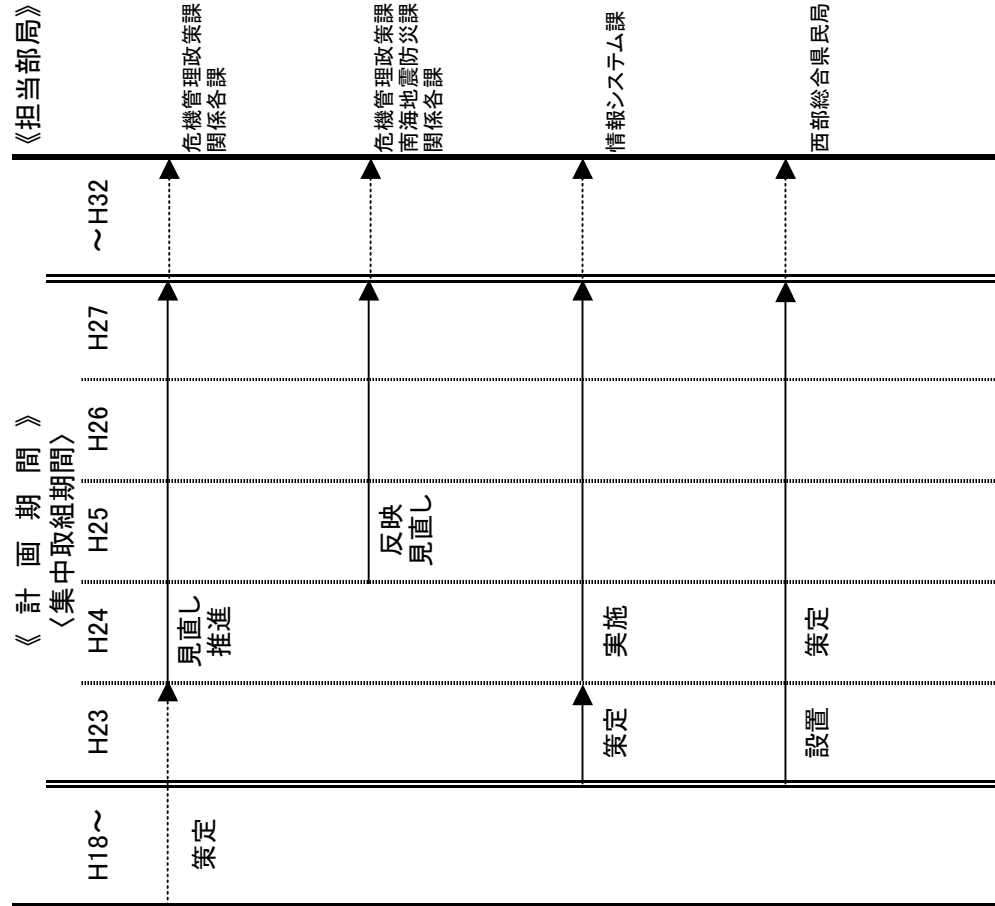 《 計 画 期 間 》
《担当部局》
〈集中取組期間〉
H18～
H23
H24
H25
H26
H27
～H32
策定
見直し
推進
危機管理政策課
関係各課
反映
見直し
危機管理政策課
南海地震防災課
関係各課
策定
実施
情報システム課
設置
策定
西部総合県民局